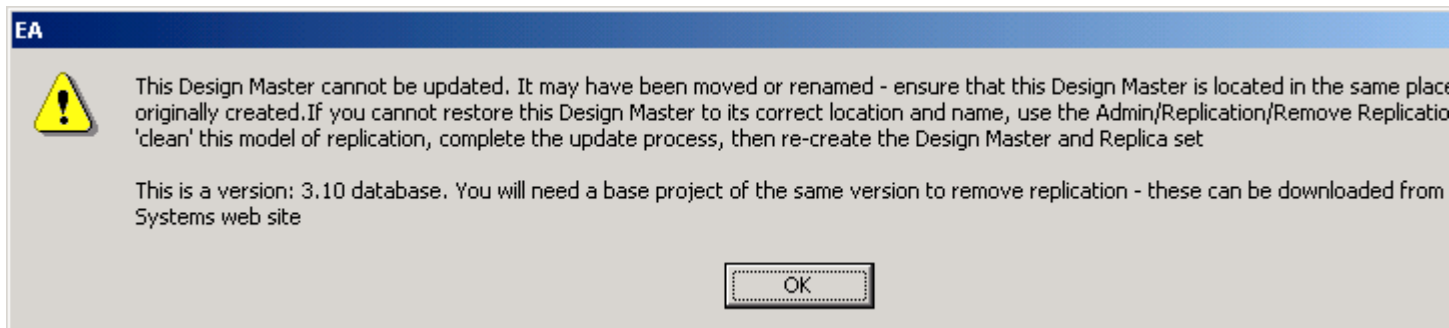 EA
This Design Master cannot be updated. It may have been moved or renamed - ensure that this Design Master is located in the same place
originally created.If you cannot restore this Design Master to its correct location and name, use the Admin/Replication/Remove Replicatio
'clean' this model of replication, complete the update process, then re-create the Design Master and Replica set
This is a version: 3.10 database. You will need a base project of the same version to remove replication - these can be downloaded from
Systems web site
OK